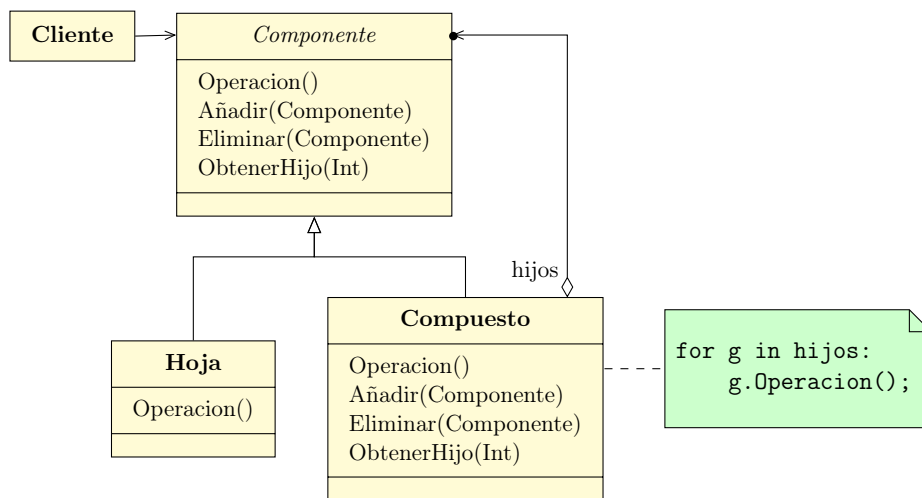 Cliente
Componente
Operacion()
Añadir(Componente)
Eliminar(Componente)
ObtenerHijo(Int)
hijos
Hoja
Operacion()
Compuesto
Operacion()
Añadir(Componente)
Eliminar(Componente)
ObtenerHijo(Int)
for g in hijos:
    g.Operacion();